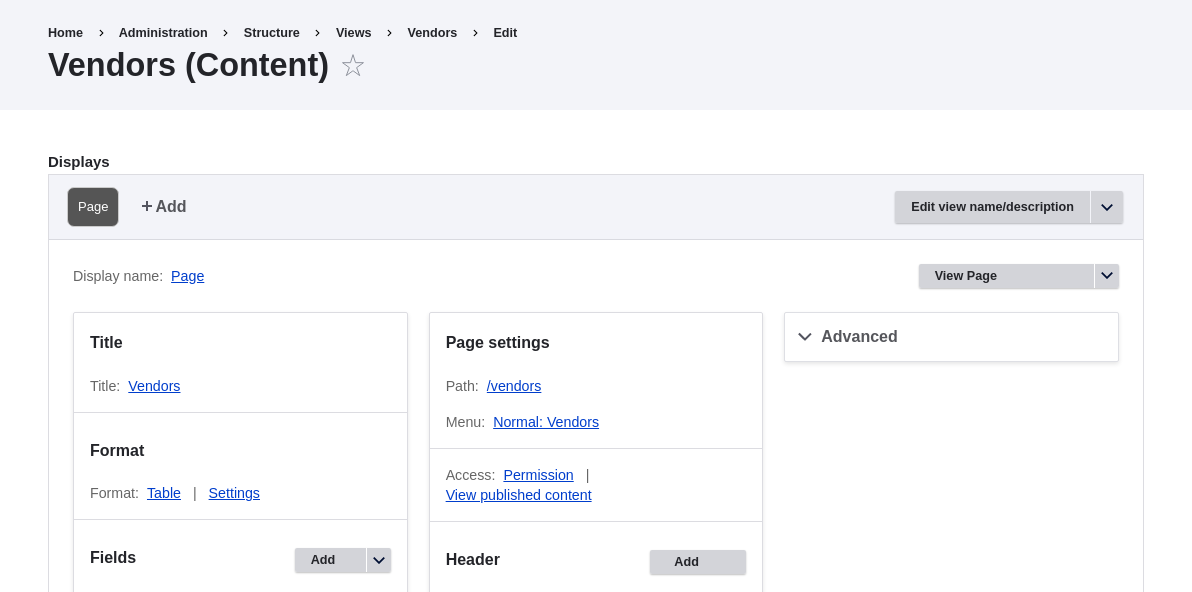 Home › Administration › Structure › Views › Vendors › Edit
Vendors (Content) ☆
Displays
Page + Add Edit view name/description
Display name: Page View Page
Title
Title: Vendors
Format
Format: Table | Settings
Fields Add
Page settings
Path: /vendors
Menu: Normal: Vendors
Access: Permission |
View published content
Header Add
Advanced